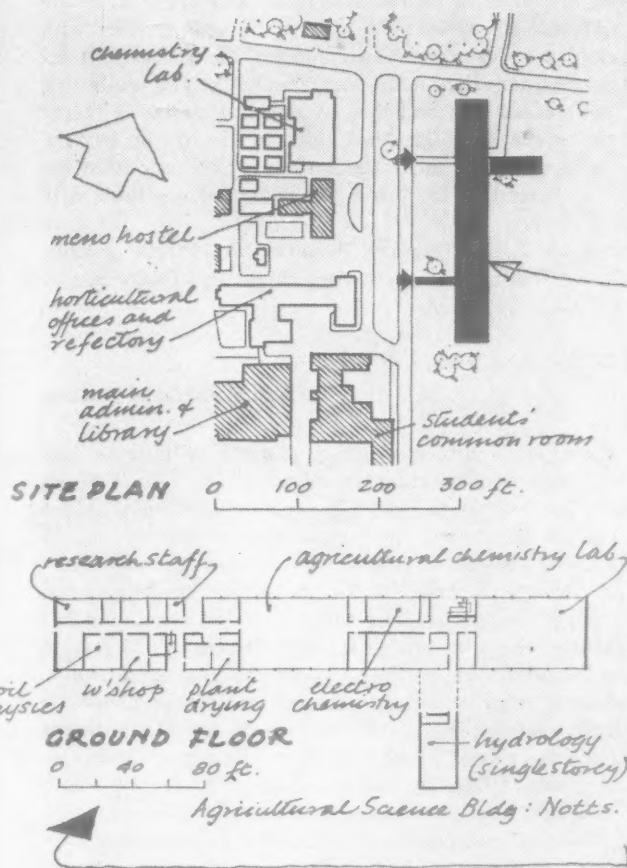 chemistry
lab.
mens hostel
horticultural
offices and
refectory
main
admin. &
library
students'
common room
SITE PLAN 0 100 200 300 ft.
research staff
agricultural chemistry lab
oil
ysics
w'shop
plant
drying
electro
chemistry
GROUND FLOOR
0 40 80 ft.
hydrology
(single storey)
Agricultural Science Bldg: Notts.